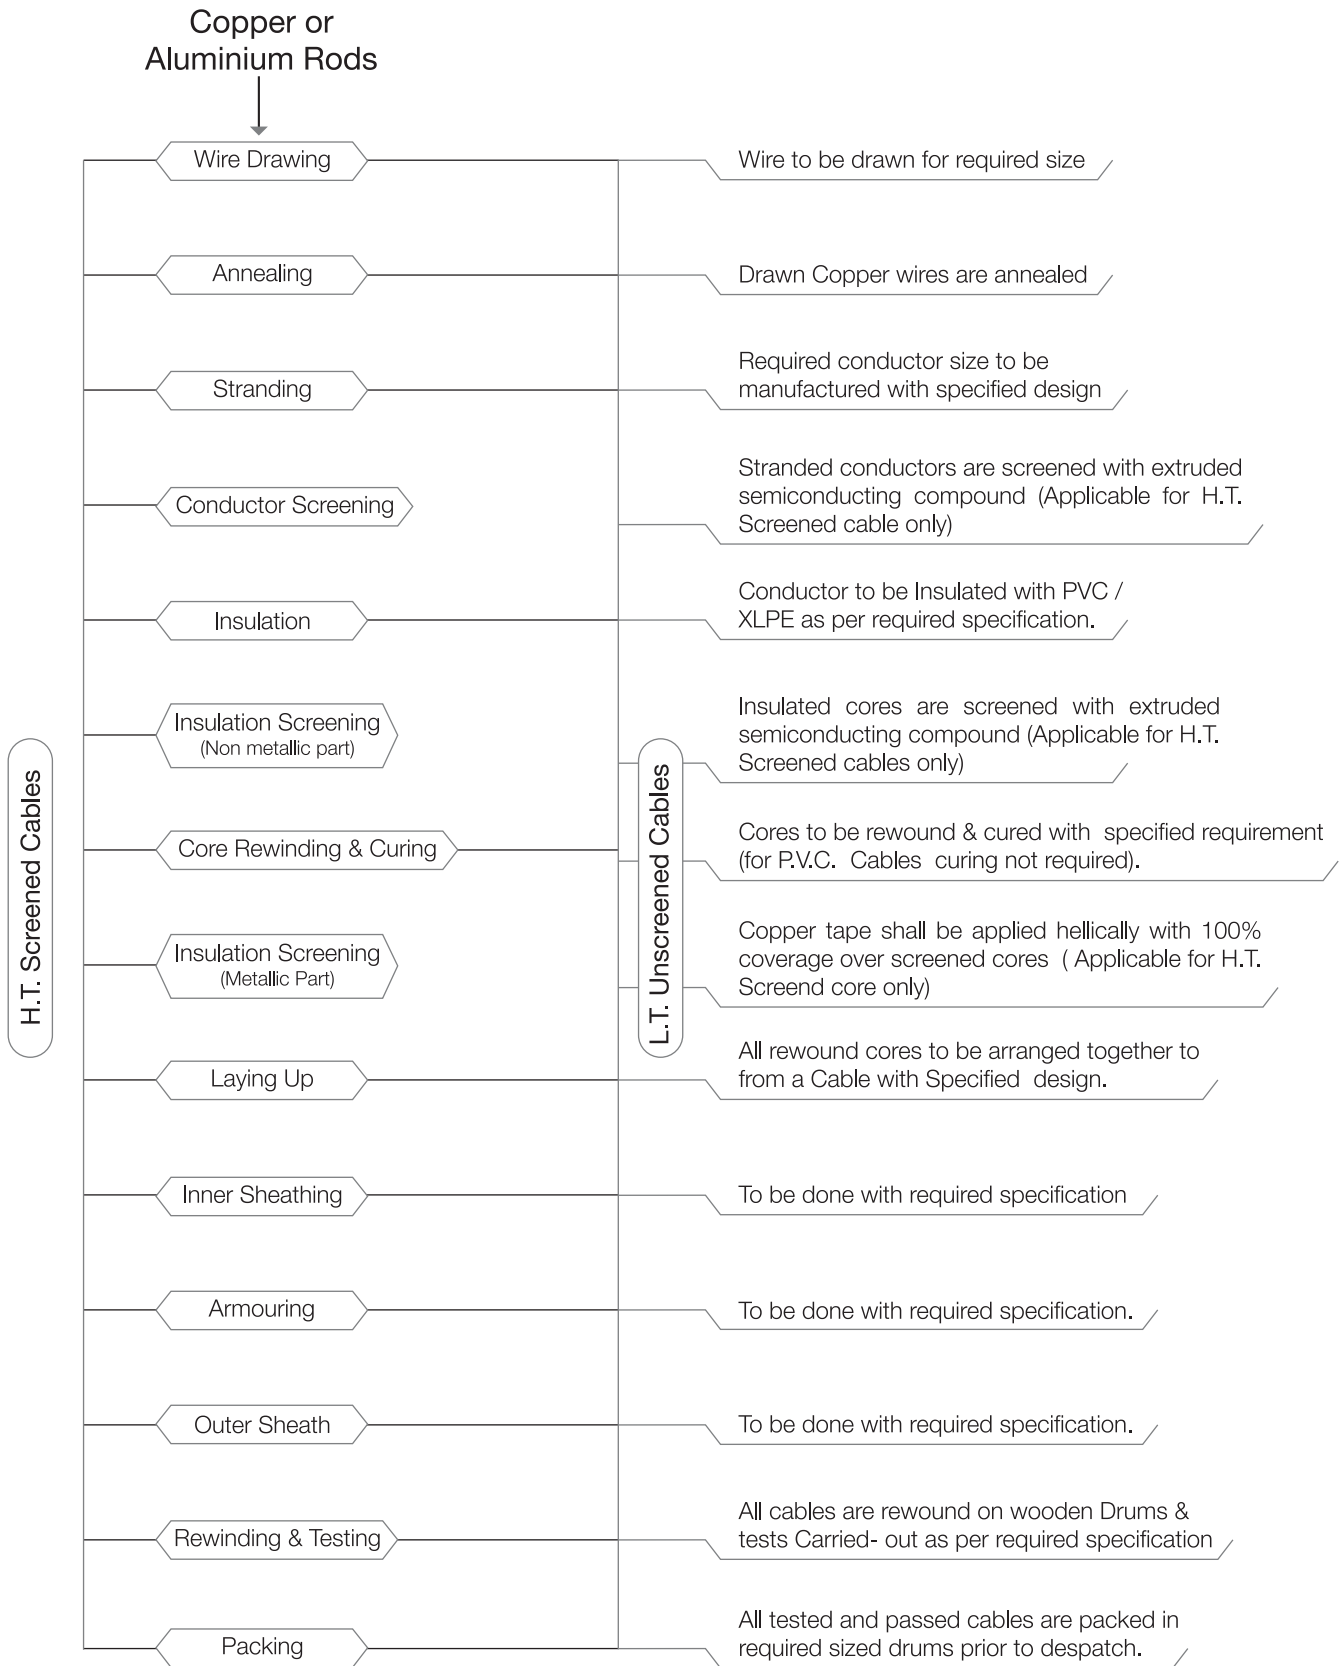 Copper or
Aluminium Rods
Wire Drawing
Wire to be drawn for required size
Annealing
Drawn Copper wires are annealed
Stranding
Required conductor size to be
manufactured with specified design
Conductor Screening
Stranded conductors are screened with extruded
semiconducting compound (Applicable for H.T.
Screened cable only)
Insulation
Conductor to be Insulated with PVC /
XLPE as per required specification.
Insulation Screening
(Non metallic part)
Insulated cores are screened with extruded
semiconducting compound (Applicable for H.T.
Screened cables only)
H.T. Screened Cables
L.T. Unscreened Cables
Core Rewinding & Curing
Cores to be rewound & cured with specified requirement
(for P.V.C. Cables curing not required).
Insulation Screening
(Metallic Part)
Copper tape shall be applied hellically with 100%
coverage over screened cores ( Applicable for H.T.
Screend core only)
Laying Up
All rewound cores to be arranged together to
from a Cable with Specified design.
Inner Sheathing
To be done with required specification
Armouring
To be done with required specification.
Outer Sheath
To be done with required specification.
Rewinding & Testing
All cables are rewound on wooden Drums &
tests Carried- out as per required specification
Packing
All tested and passed cables are packed in
required sized drums prior to despatch.